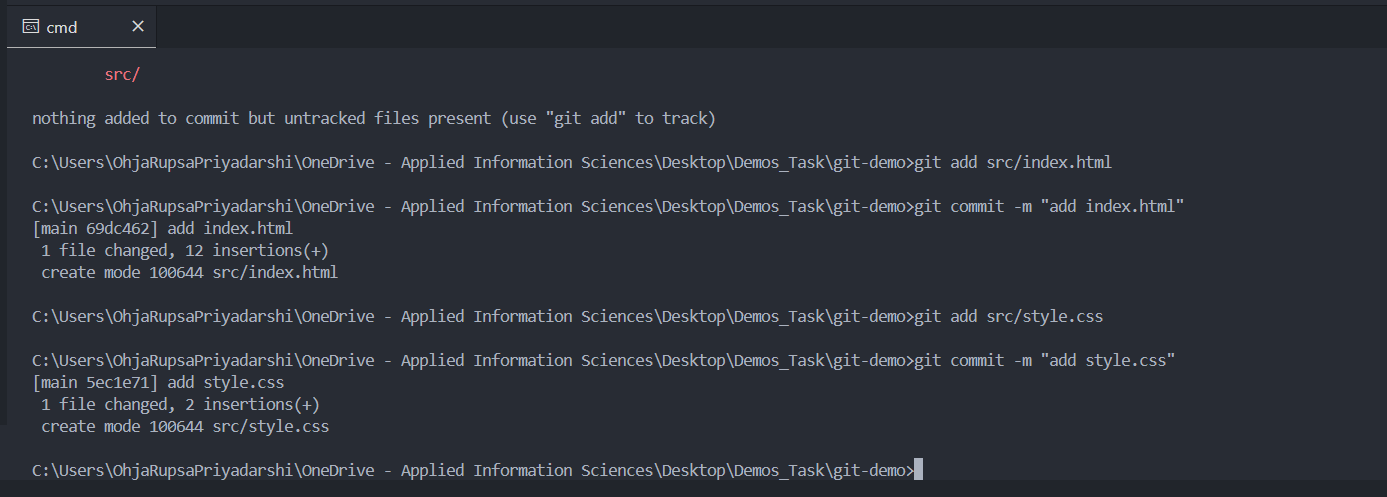 cmd
src/
nothing added to commit but untracked files present (use "git add" to track)
C:\Users\OhjaRupsaPriyadarshi\OneDrive - Applied Information Sciences\Desktop\Demos_Task\git-demo>git add src/index.html
C:\Users\OhjaRupsaPriyadarshi\OneDrive - Applied Information Sciences\Desktop\Demos_Task\git-demo>git commit -m "add index.html"
[main 69dc462] add index.html
 1 file changed, 12 insertions(+)
 create mode 100644 src/index.html
C:\Users\OhjaRupsaPriyadarshi\OneDrive - Applied Information Sciences\Desktop\Demos_Task\git-demo>git add src/style.css
C:\Users\OhjaRupsaPriyadarshi\OneDrive - Applied Information Sciences\Desktop\Demos_Task\git-demo>git commit -m "add style.css"
[main 5ec1e71] add style.css
 1 file changed, 2 insertions(+)
 create mode 100644 src/style.css
C:\Users\OhjaRupsaPriyadarshi\OneDrive - Applied Information Sciences\Desktop\Demos_Task\git-demo>